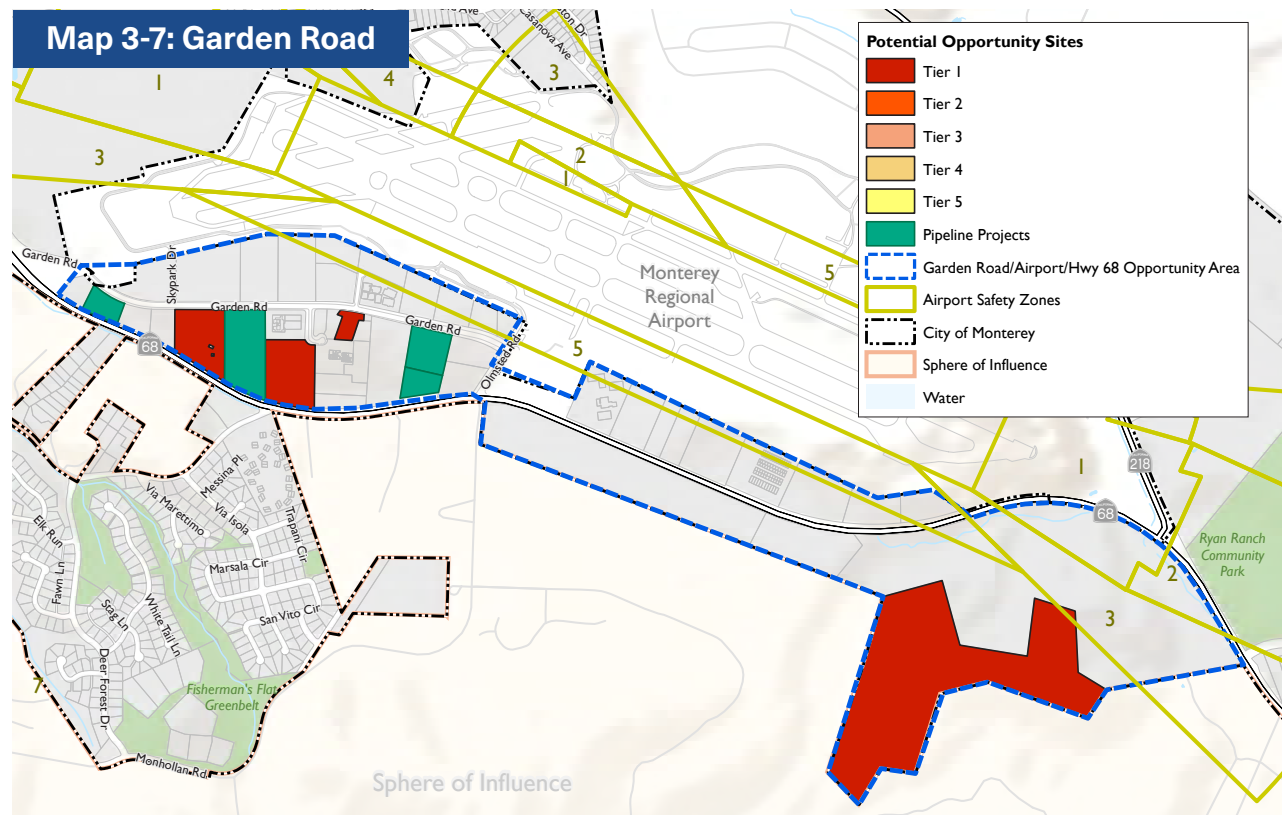 Map 3-7: Garden Road
Casanova Ave
Potential Opportunity Sites
Tier 1
Tier 2
Tier 3
Tier 4
Tier 5
Pipeline Projects
Garden Road/Airport/Hwy 68 Opportunity Area
Airport Safety Zones
City of Monterey
Sphere of Influence
Water
1
4
3
3
2
1
5
Monterey
Regional
Airport
Garden Rd
Skypark Dr
Garden Rd
Garden Rd
Olmsted Rd
5
68
1
218
68
Ryan Ranch
Community
Park
2
3
Messina Pl
Via Marettimo
Via Isola
Trapani Cir
Elk Run
Fawn Ln
Marsala Cir
Stag Ln
White Tail Ln
San Vito Cir
Deer Forest Dr
7
Fisherman's Flat
Greenbelt
Monhollan Rd
Sphere of Influence